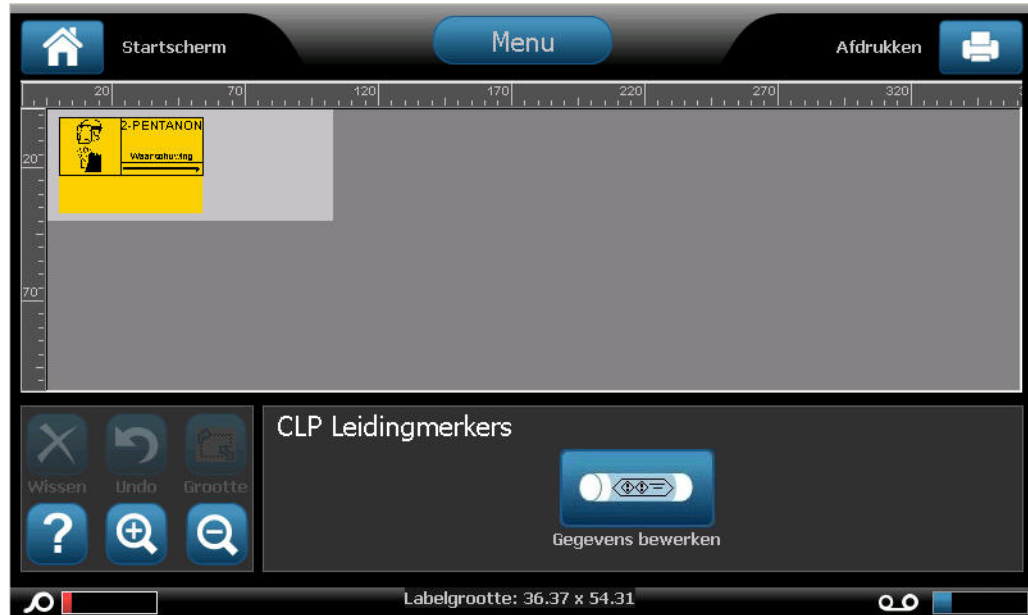 Startscherm
Menu
Afdrukken
20 70 120 170 220 270 320
20
70
2-PENTANON
Waarschuwing
Wissen
Undo
Grootte
?
CLP Leidingmerkers
Gegevens bewerken
Labelgrootte: 36.37 x 54.31